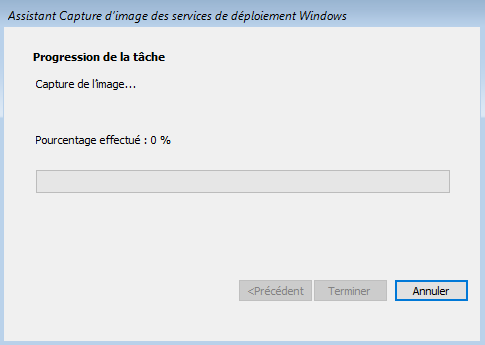 Assistant Capture d'image des services de déploiement Windows
Progression de la tâche
Capture de l'image...
Pourcentage effectué : 0 %
<Précédent
Terminer
Annuler